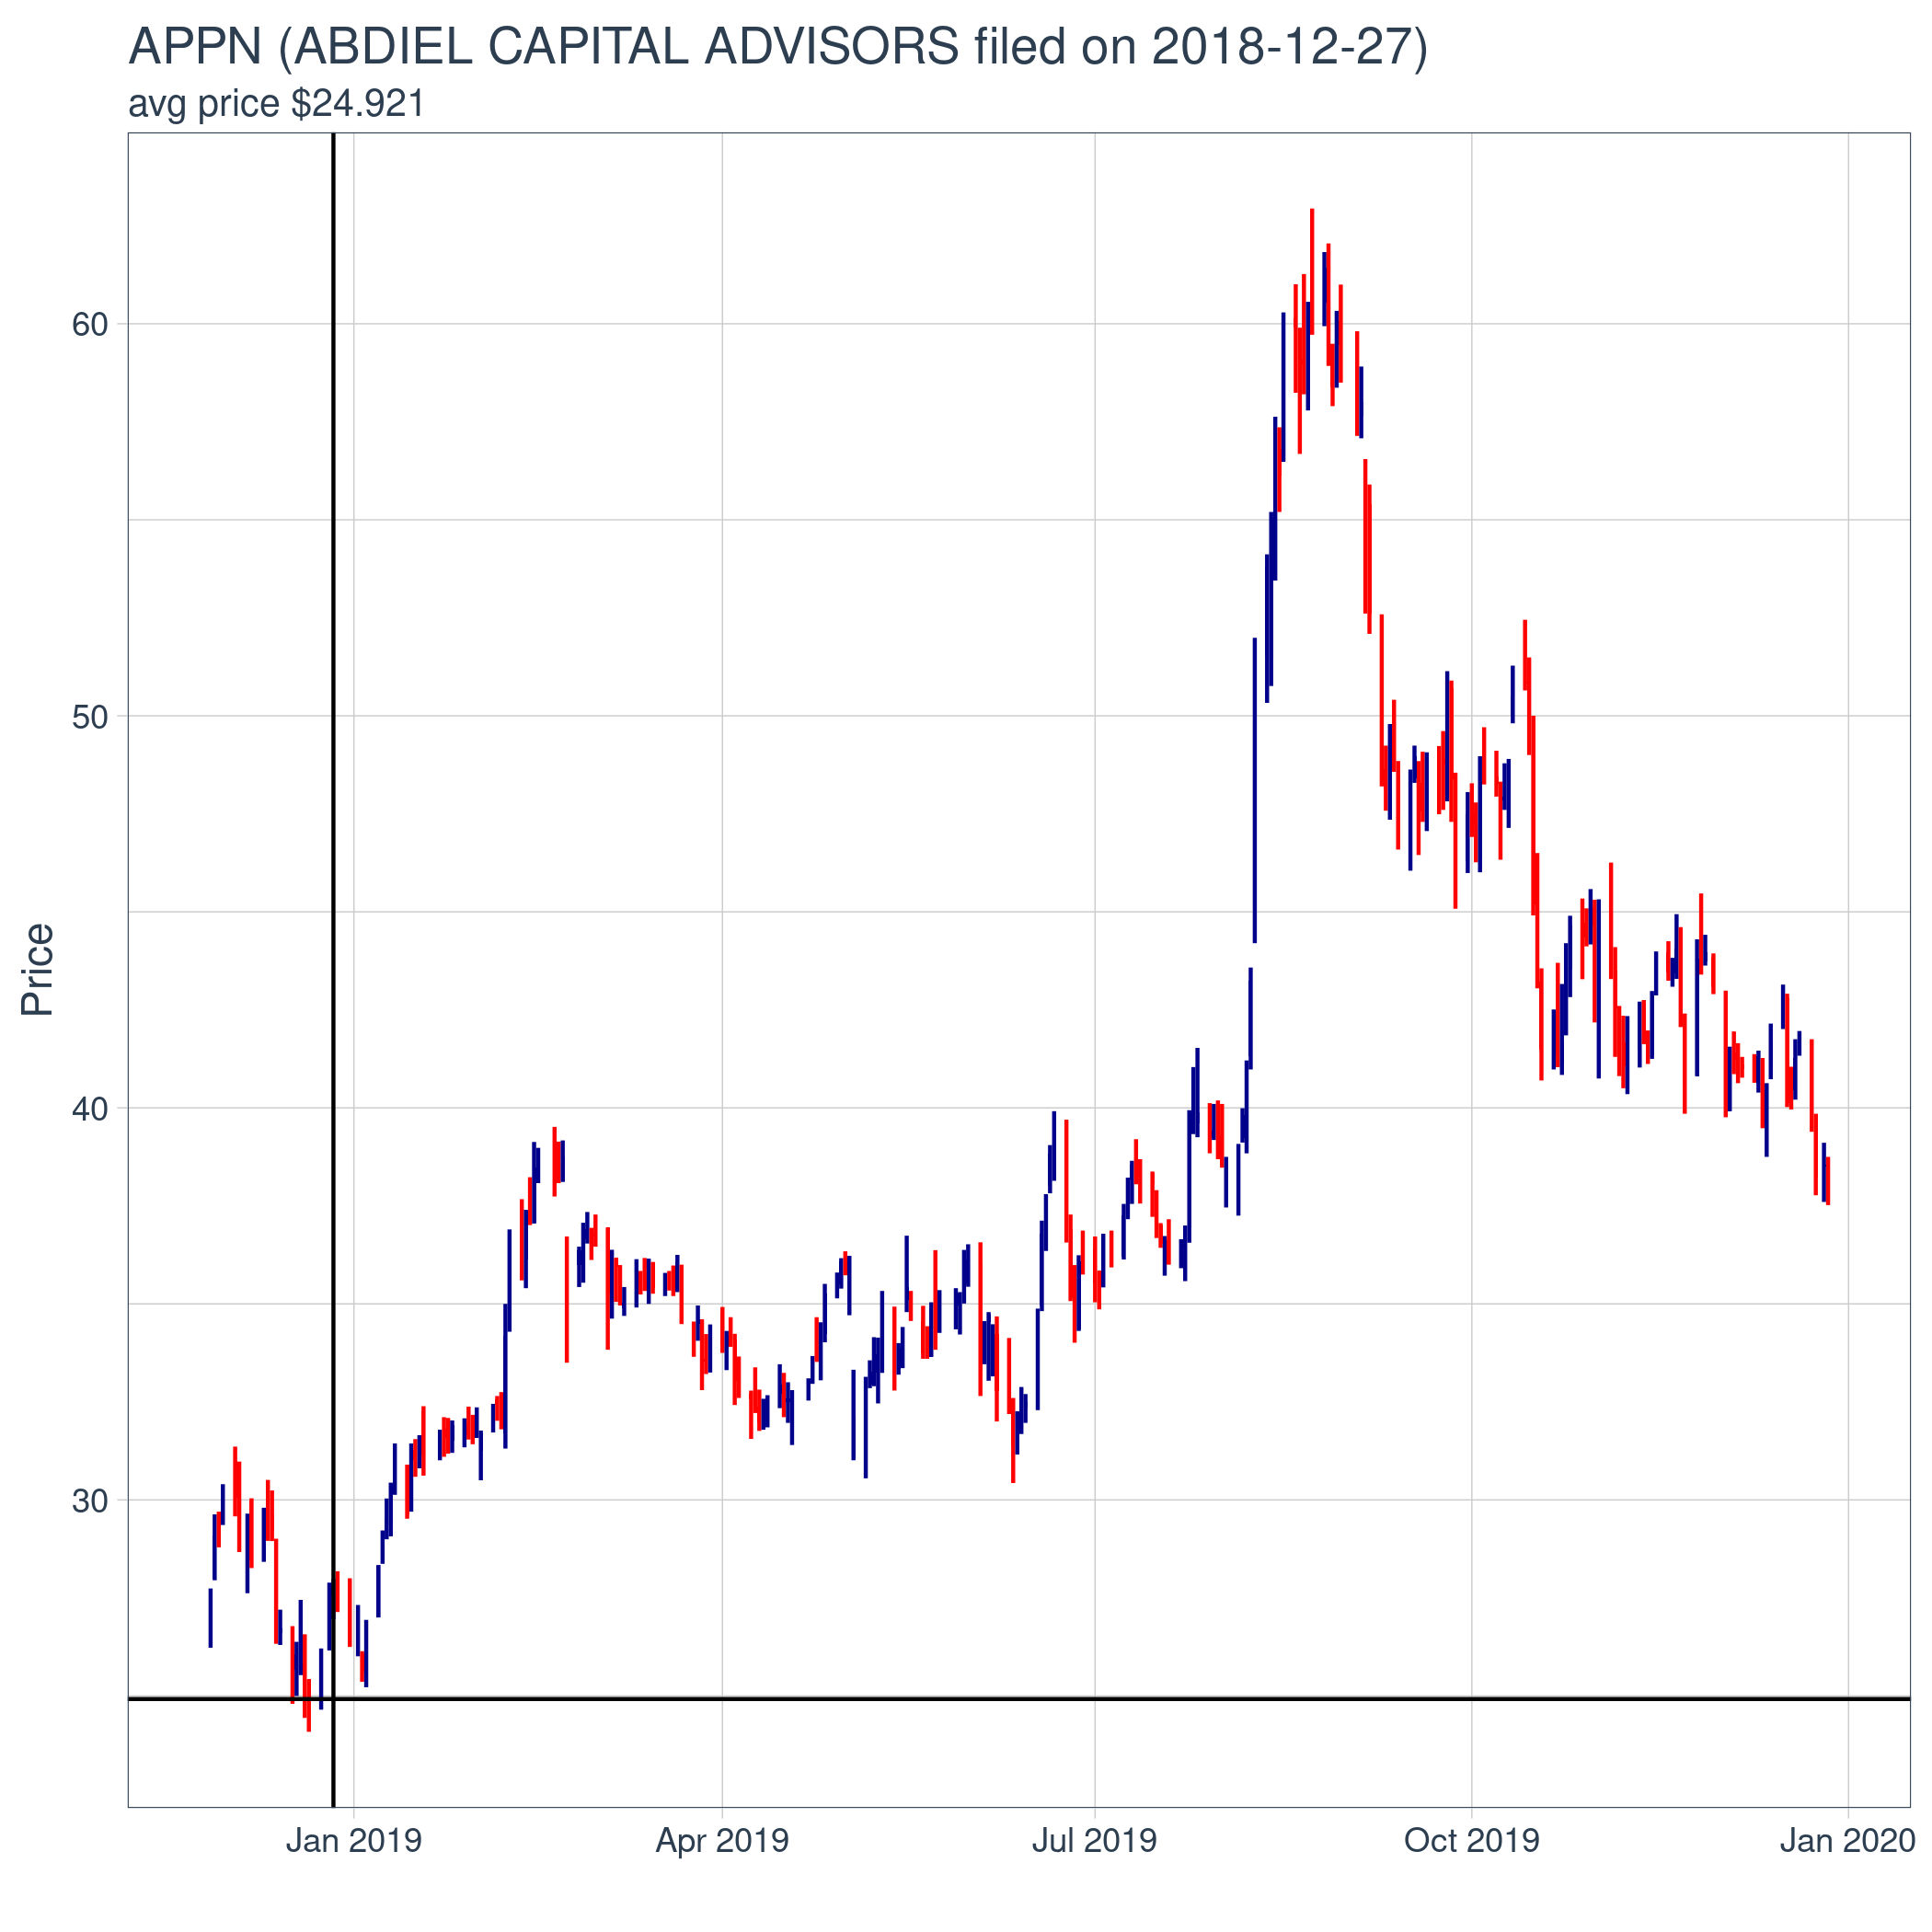 APPN (ABDIEL CAPITAL ADVISORS filed on 2018-12-27)
avg price $24.921
Price
60
50
40
30
Jan 2019
Apr 2019
Jul 2019
Oct 2019
Jan 2020